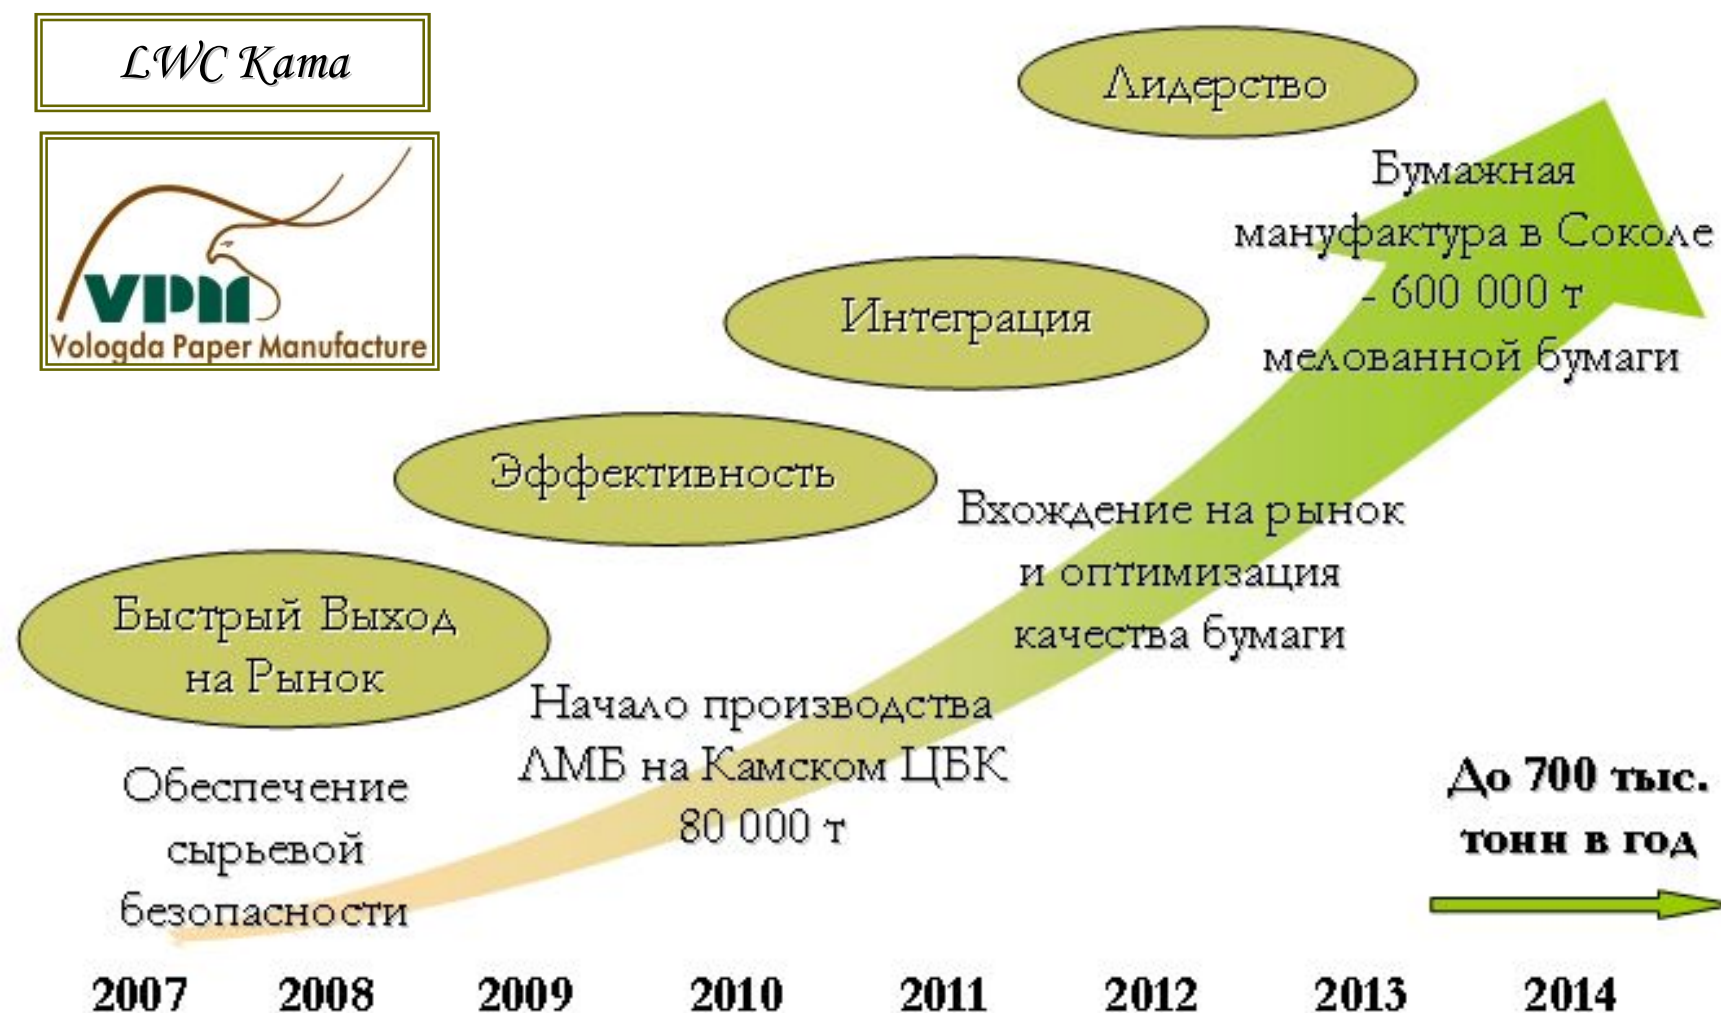 LWC Kama
VPM
Vologda Paper Manufacture
Лидерство
Бумажная
мануфактура в Соколе
- 600 000 т
мелованной бумаги
Интеграция
Эффективность
Вхождение на рынок
и оптимизация
качества бумаги
Быстрый Выход
на Рынок
Начало производства
ЛМБ на Камском ЦБК
80 000 т
Обеспечение
сырьевой
безопасности
До 700 тыс.
тонн в год
2007 2008 2009 2010 2011 2012 2013 2014